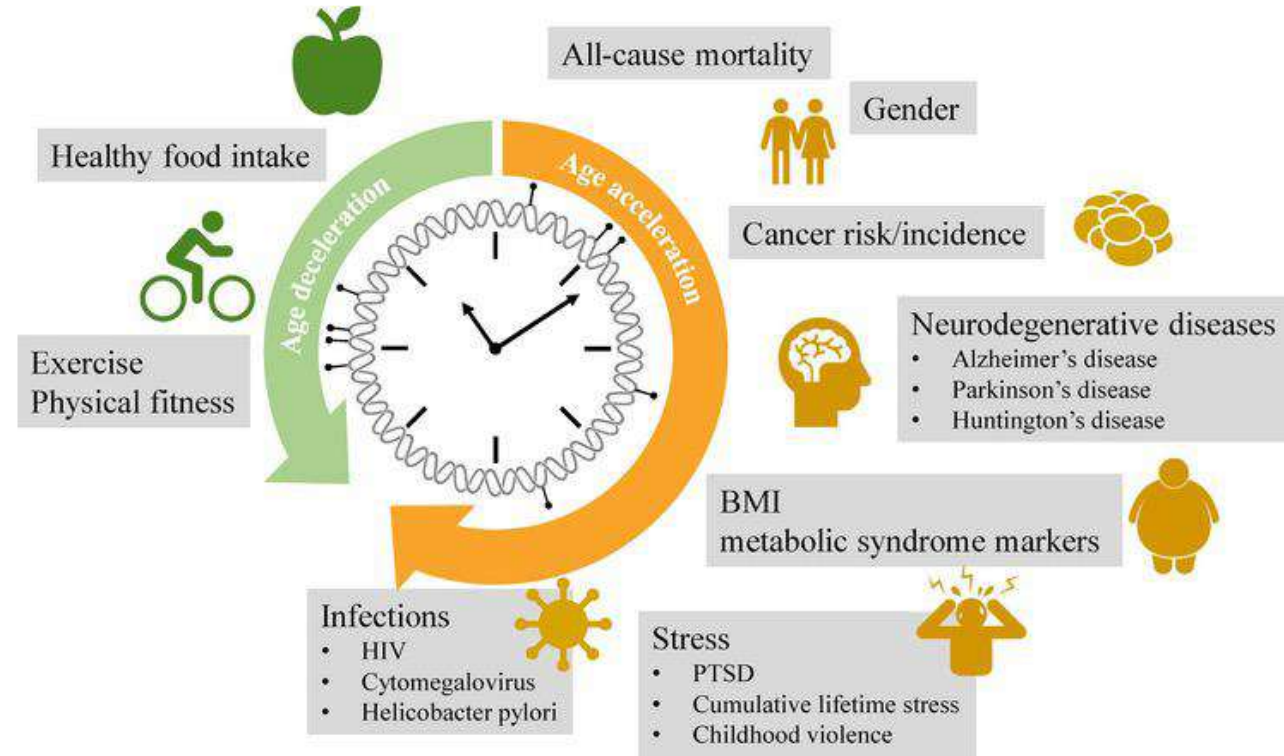 All-cause mortality
Gender
Healthy food intake
Age deceleration
Age acceleration
Cancer risk/incidence
Exercise
Physical fitness
Neurodegenerative diseases
• Alzheimer’s disease
• Parkinson’s disease
• Huntington’s disease
BMI
metabolic syndrome markers
Infections
• HIV
• Cytomegalovirus
• Helicobacter pylori
Stress
• PTSD
• Cumulative lifetime stress
• Childhood violence